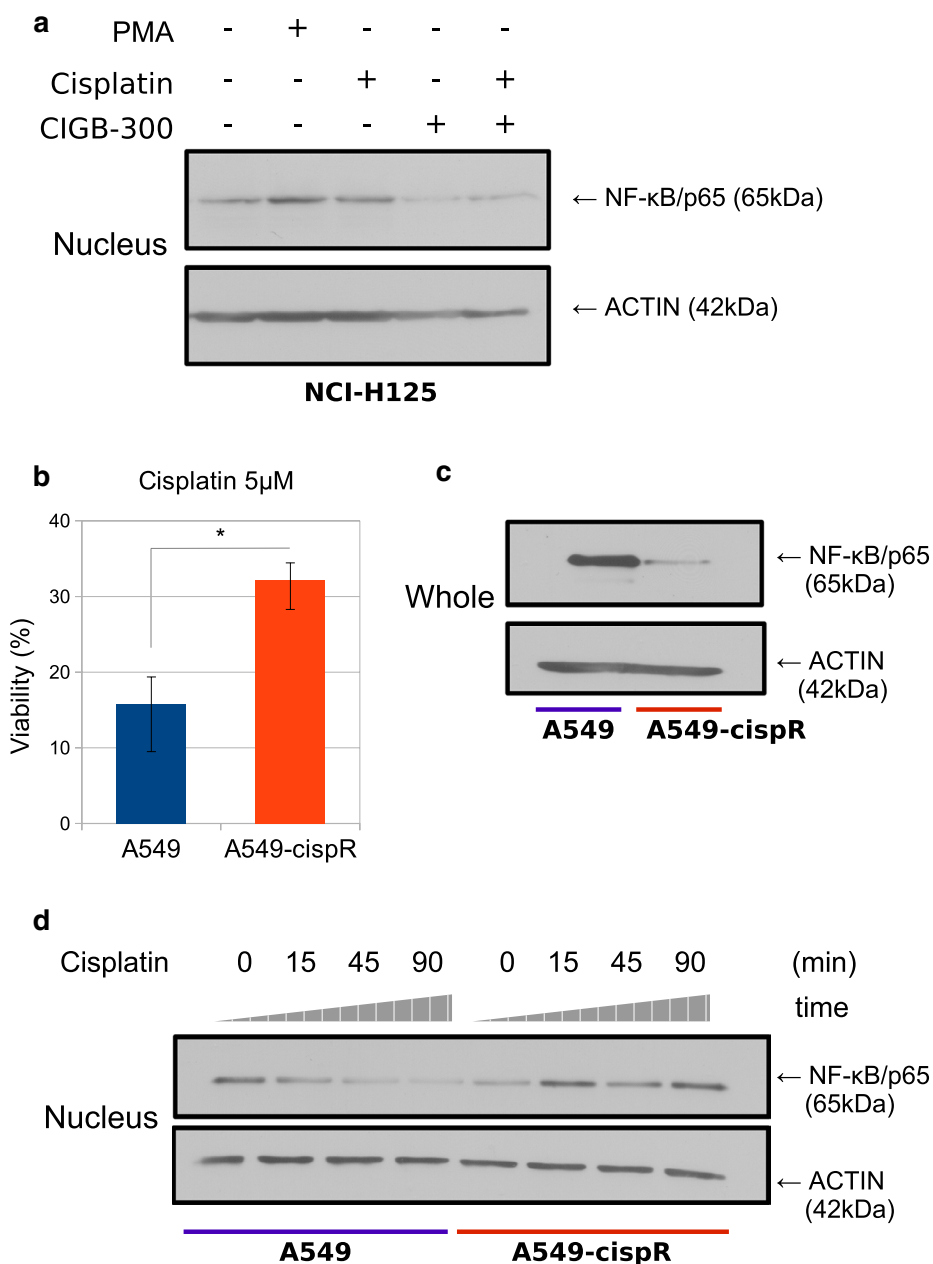 a
PMA - + - - -
Cisplatin - - + - +
CIGB-300 - - - + +
← NF-κB/p65 (65kDa)
Nucleus
← ACTIN (42kDa)
NCI-H125
b
Cisplatin 5μM
Viability (%)
40
30
20
10
0
*
A549 A549-cispR
c
← NF-κB/p65
(65kDa)
Whole
← ACTIN
(42kDa)
A549 A549-cispR
d
Cisplatin 0 15 45 90 0 15 45 90 (min)
time
← NF-κB/p65
(65kDa)
Nucleus
← ACTIN
(42kDa)
A549 A549-cispR